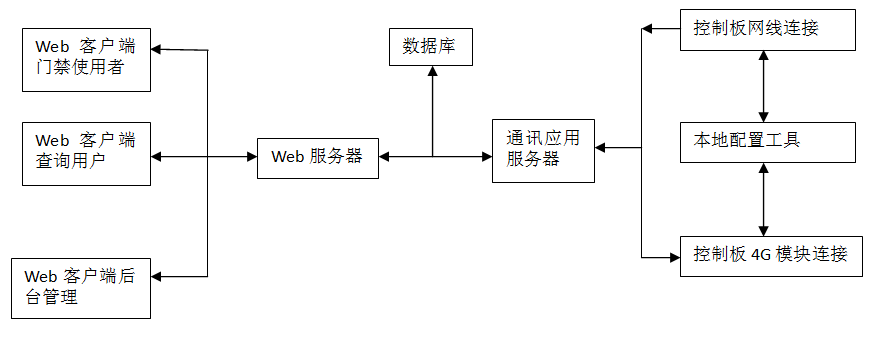 Web 客户端
门禁使用者
Web 客户端
查询用户
Web 客户端后
台管理
Web 服务器
数据库
通讯应用
服务器
控制板网线连接
本地配置工具
控制板 4G 模块连接